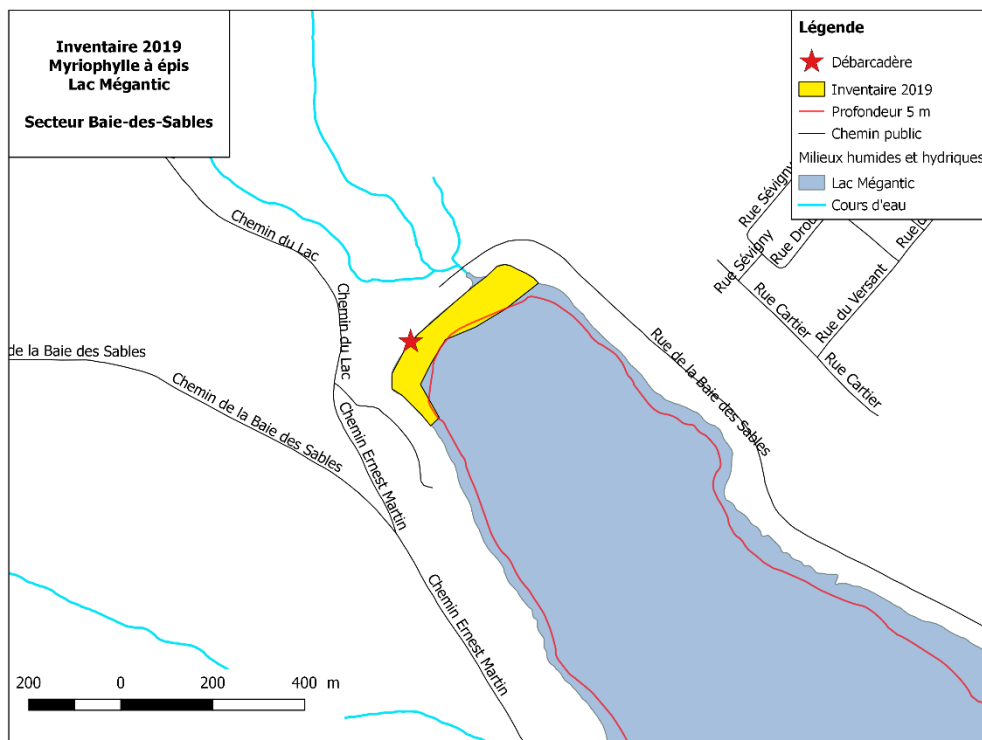 Inventaire 2019
Myriophylle à épis
Lac Mégantic
Secteur Baie-des-Sables
Légende
Débarcadère
Inventaire 2019
Profondeur 5 m
Chemin public
Milieux humides et hydriques
Lac Mégantic
Cours d'eau
Chemin du Lac
Chemin du Lac
de la Baie des Sables
Chemin de la Baie des Sables
Chemin Ernest Martin
Chemin Ernest Martin
Rue de la Baie des Sables
Rue Sévigny
Rue Sévigny
Rue Drou
Rue d
Rue Cartier
Rue du Versant
Rue Cartier
200 0 200 400 m